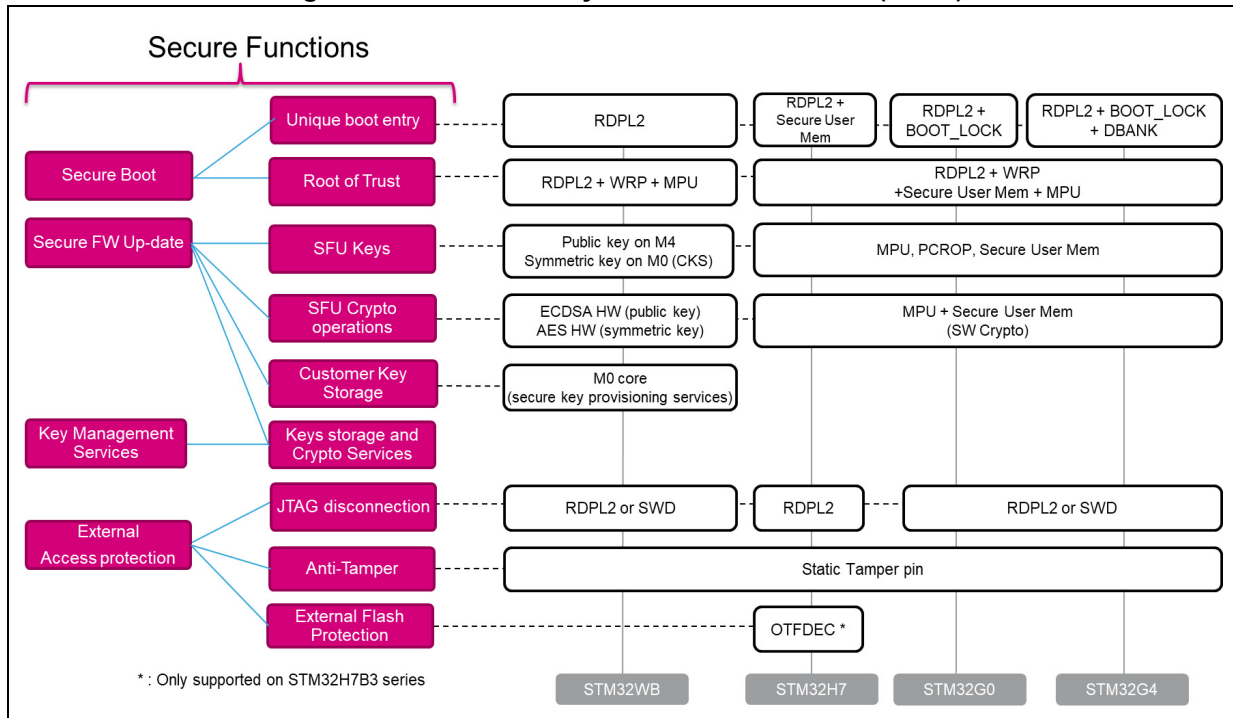 Secure Functions
Unique boot entry
RDPL2
RDPL2 +
Secure User
Mem
RDPL2 +
BOOT_LOCK
RDPL2 + BOOT_LOCK
+ DBANK
Secure Boot
Root of Trust
RDPL2 + WRP + MPU
RDPL2 + WRP
+Secure User Mem + MPU
Secure FW Up-date
SFU Keys
Public key on M4
Symmetric key on M0 (CKS)
MPU, PCROP, Secure User Mem
SFU Crypto
operations
ECDSA HW (public key)
AES HW (symmetric key)
MPU + Secure User Mem
(SW Crypto)
Customer Key
Storage
M0 core
(secure key provisioning services)
Key Management
Services
Keys storage and
Crypto Services
JTAG disconnection
RDPL2 or SWD
RDPL2
RDPL2 or SWD
External
Access protection
Anti-Tamper
Static Tamper pin
External Flash
Protection
OTFDEC *
* : Only supported on STM32H7B3 series
STM32WB
STM32H7
STM32G0
STM32G4